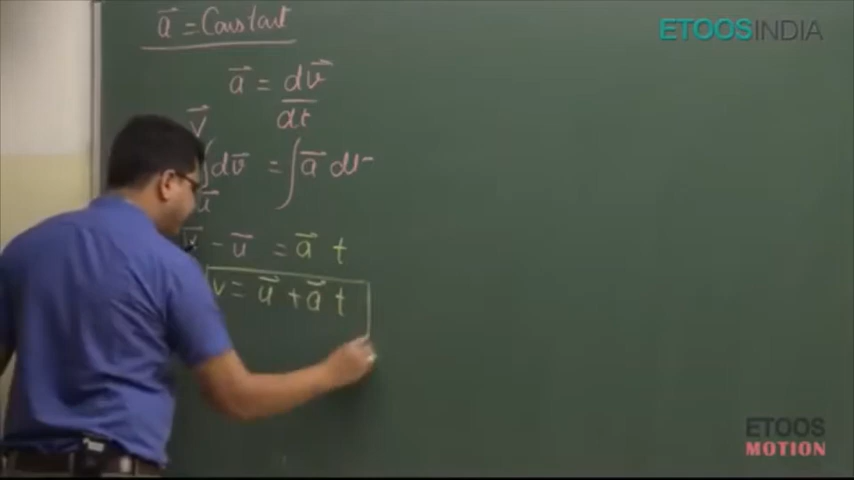 ETOOSINDIA
a⃗ = Constant
a⃗ = dv⃗/dt
∫ᵤ⃗^v⃗ dv⃗ = ∫ a⃗ dt
v⃗ - u⃗ = a⃗ t
v = u⃗ + a⃗ t
ETOOS
MOTION